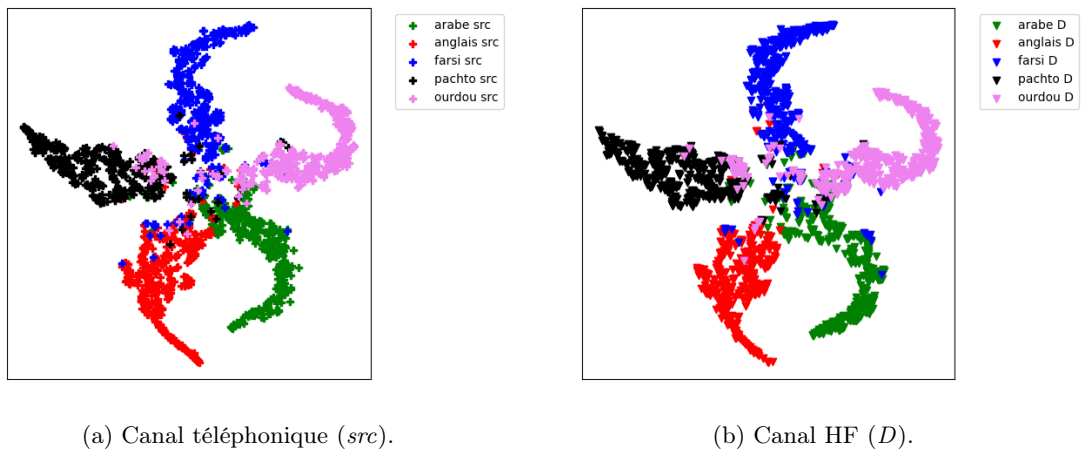 arabe src
anglais src
farsi src
pachto src
ourdou src
arabe D
anglais D
farsi D
pachto D
ourdou D
(a) Canal téléphonique (src).
(b) Canal HF (D).